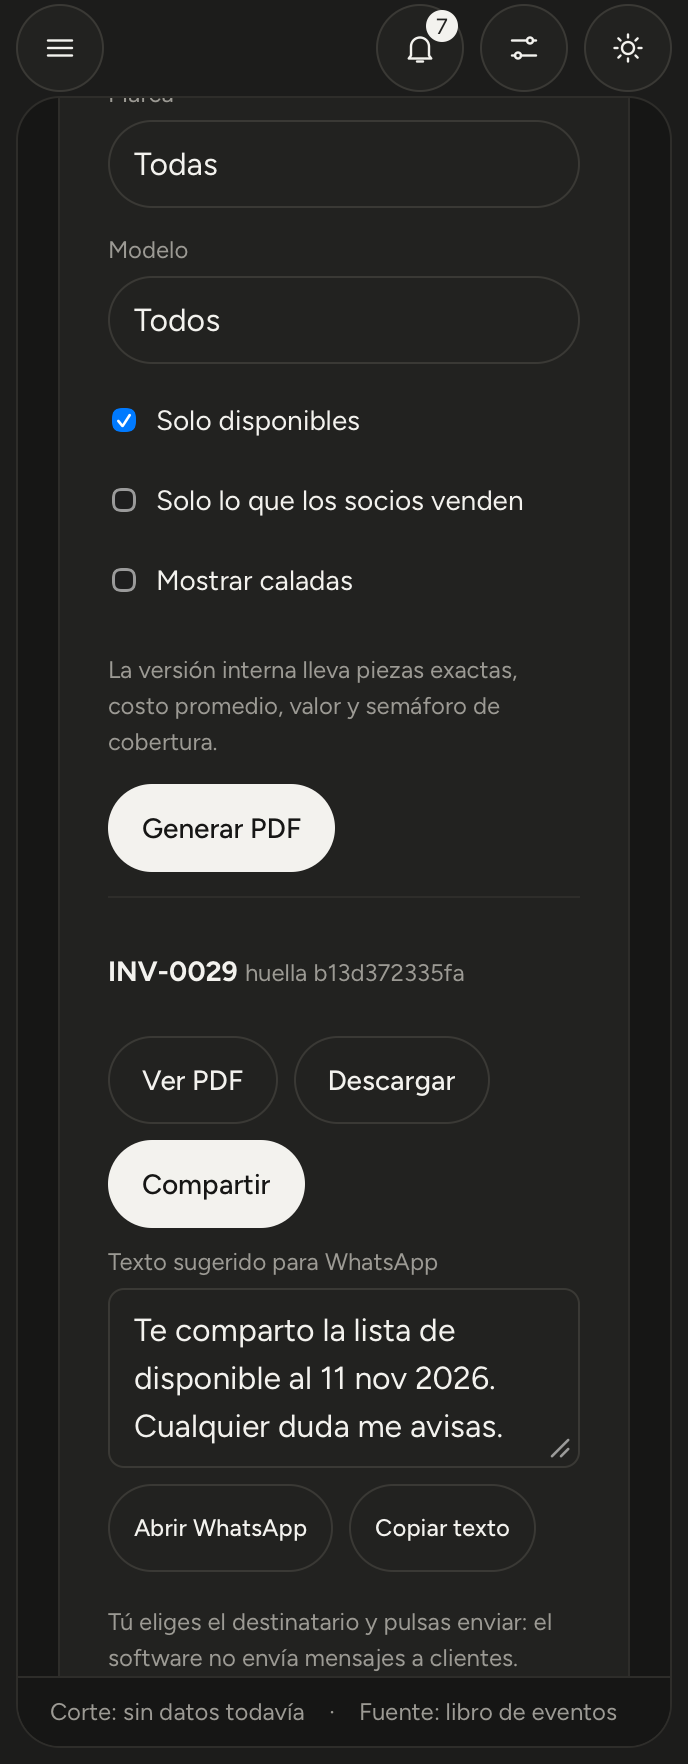 7
Marca
Todas
Modelo
Todos
Solo disponibles
Solo lo que los socios venden
Mostrar caladas
La versión interna lleva piezas exactas,
costo promedio, valor y semáforo de
cobertura.
Generar PDF
INV-0029 huella b13d372335fa
Ver PDF
Descargar
Compartir
Texto sugerido para WhatsApp
Te comparto la lista de
disponible al 11 nov 2026.
Cualquier duda me avisas.
Abrir WhatsApp
Copiar texto
Tú eliges el destinatario y pulsas enviar: el
software no envía mensajes a clientes.
Corte: sin datos todavía · Fuente: libro de eventos